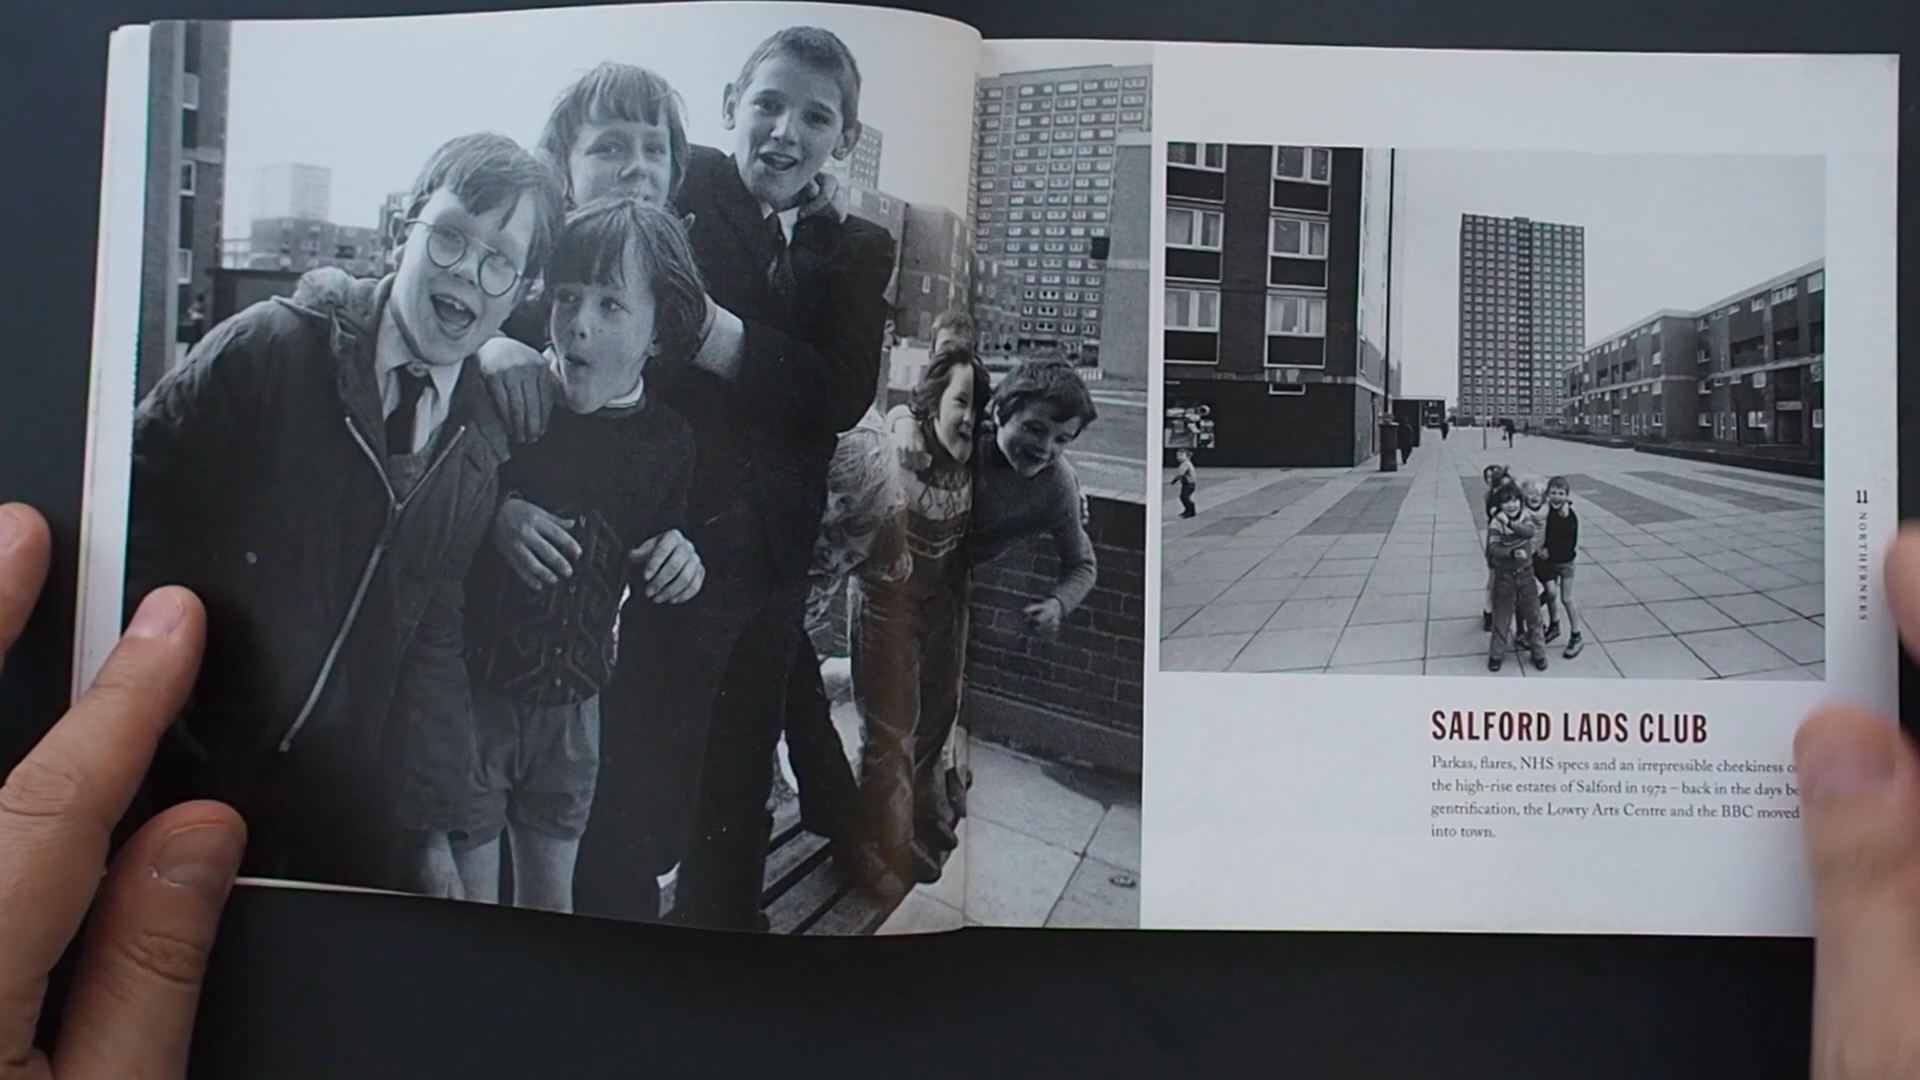 SALFORD LADS CLUB
Parkas, flares, NHS specs and an irrepressible cheekiness
the high-rise estates of Salford in 1972 – back in the days
gentrification, the Lowry Arts Centre and the BBC moved
into town.
11 NORTHERNERS